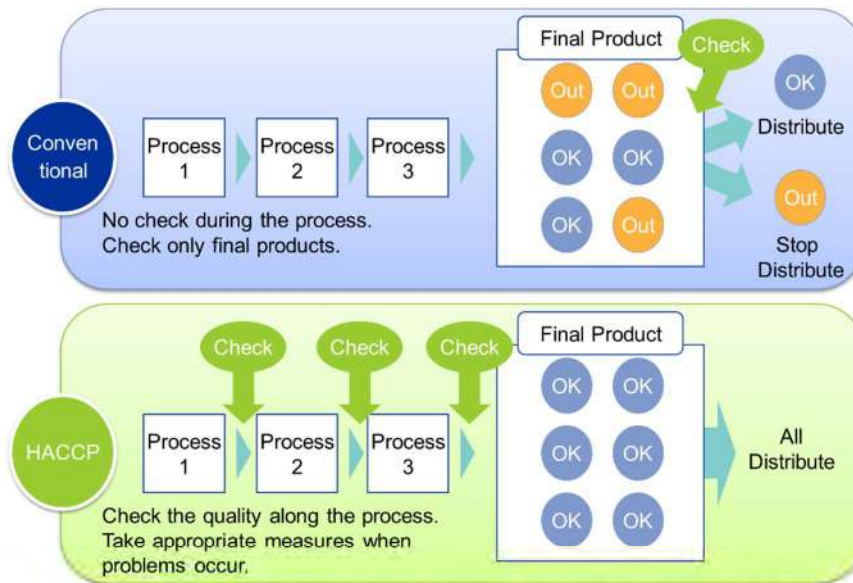 Conven
tional
Process
1
Process
2
Process
3
No check during the process.
Check only final products.
Final Product
Out Out
OK OK
OK Out
Check
OK
Distribute
Out
Stop
Distribute
HACCP
Check
Check
Check
Process
1
Process
2
Process
3
Check the quality along the process.
Take appropriate measures when
problems occur,
Final Product
OK OK
OK OK
OK OK
All
Distribute